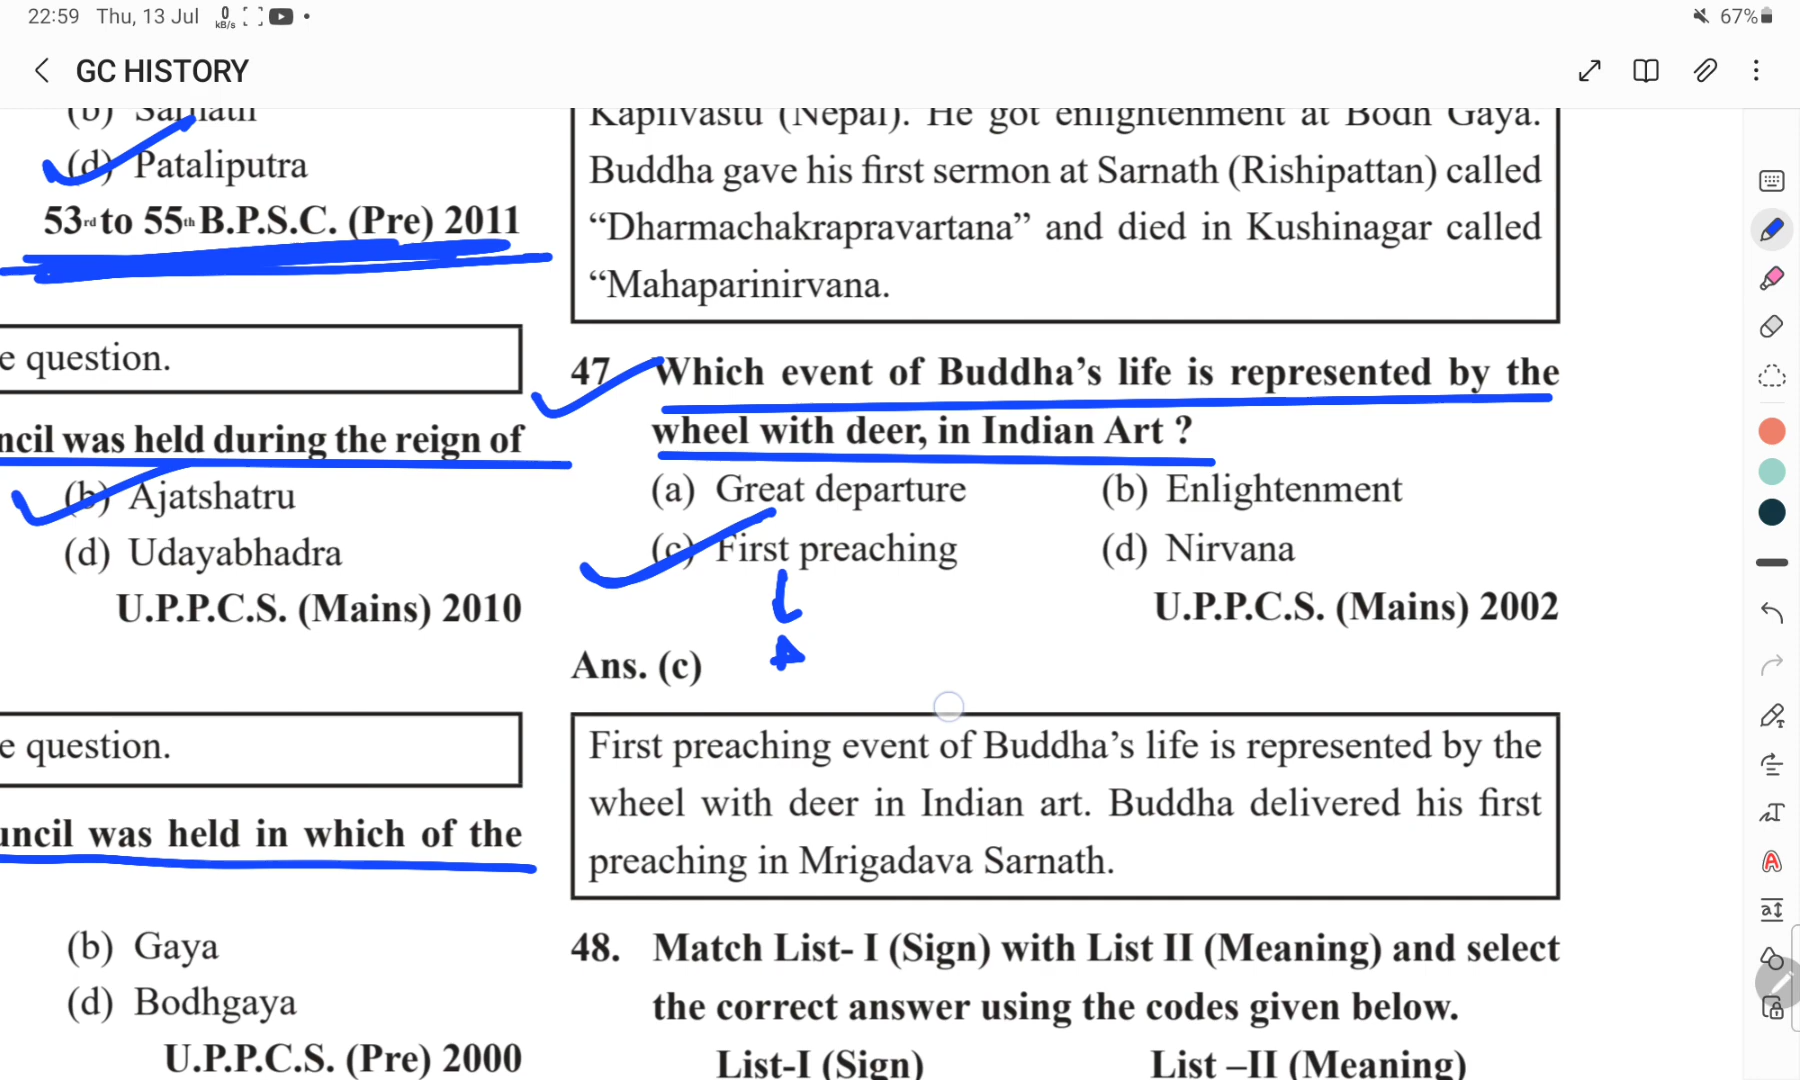 22:59 Thu, 13 Jul 0 kB/s 67%
GC HISTORY
(b) Sarnath
(d) Pataliputra
53rd to 55th B.P.S.C. (Pre) 2011
e question.
ncil was held during the reign of
(b) Ajatshatru
(d) Udayabhadra
U.P.P.C.S. (Mains) 2010
e question.
uncil was held in which of the
(b) Gaya
(d) Bodhgaya
U.P.P.C.S. (Pre) 2000
Kapilvastu (Nepal). He got enlightenment at Bodh Gaya.
Buddha gave his first sermon at Sarnath (Rishipattan) called
“Dharmachakrapravartana” and died in Kushinagar called
“Mahaparinirvana.
47 Which event of Buddha’s life is represented by the
wheel with deer, in Indian Art ?
(a) Great departure (b) Enlightenment
(c) First preaching (d) Nirvana
U.P.P.C.S. (Mains) 2002
Ans. (c)
First preaching event of Buddha’s life is represented by the
wheel with deer in Indian art. Buddha delivered his first
preaching in Mrigadava Sarnath.
48. Match List- I (Sign) with List II (Meaning) and select
the correct answer using the codes given below.
List-I (Sign) List –II (Meaning)